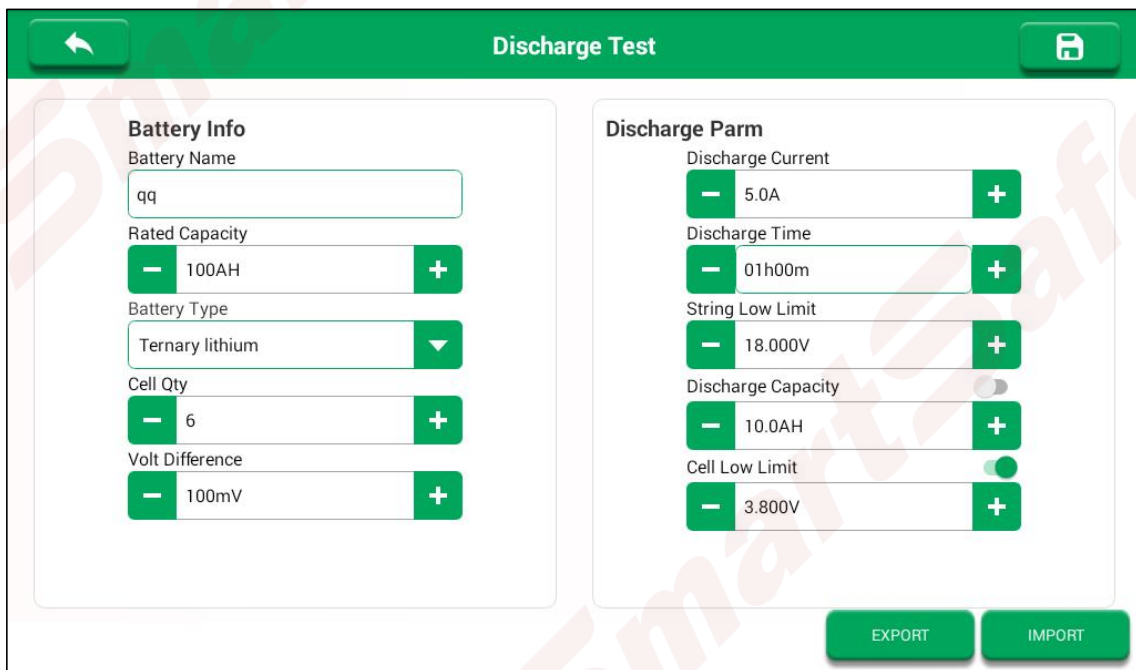 Discharge Test
Battery Info
Battery Name
qq
Rated Capacity
100AH
Battery Type
Ternary lithium
Cell Qty
6
Volt Difference
100mV
Discharge Parm
Discharge Current
5.0A
Discharge Time
01h00m
String Low Limit
18.000V
Discharge Capacity
10.0AH
Cell Low Limit
3.800V
EXPORT
IMPORT
SmartSafe